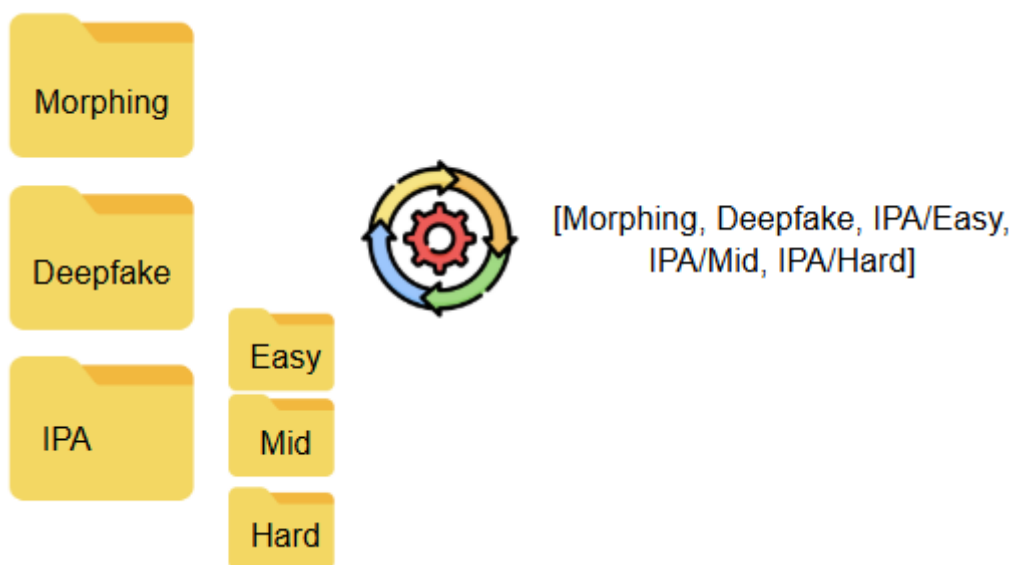 Morphing
Deepfake
IPA
Easy
Mid
Hard
[Morphing, Deepfake, IPA/Easy,
IPA/Mid, IPA/Hard]